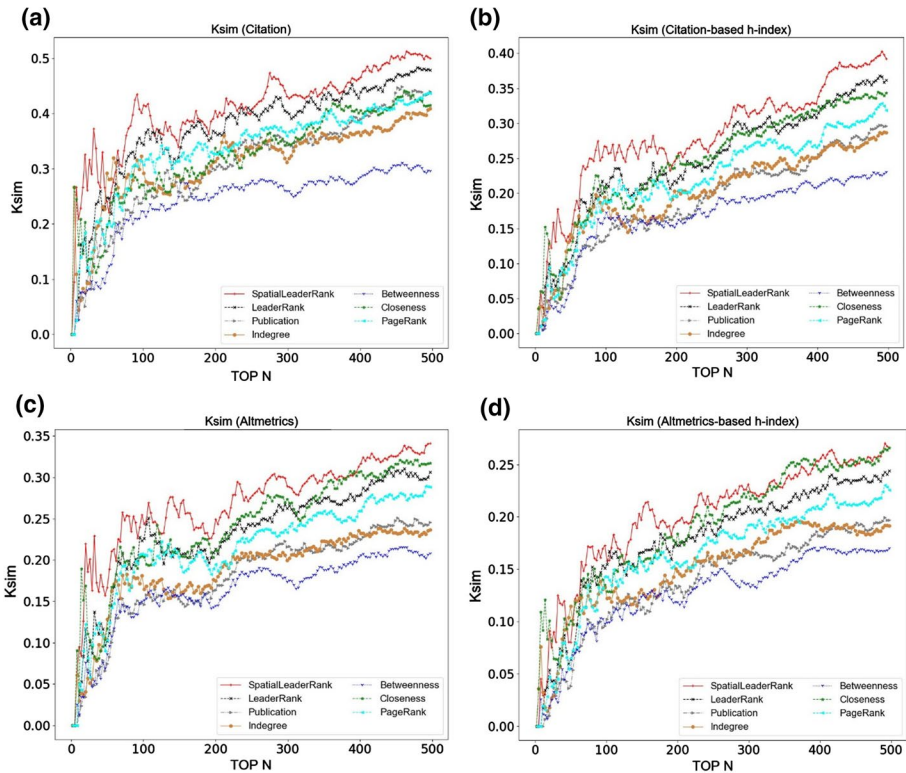 (a)
Ksim (Citation)
Ksim
0.5
0.4
0.3
0.2
0.1
0.0
SpatialLeaderRank
LeaderRank
Publication
Indegree
Betweenness
Closeness
PageRank
0 100 200 300 400 500
TOP N
(b)
Ksim (Citation-based h-index)
Ksim
0.40
0.35
0.30
0.25
0.20
0.15
0.10
0.05
0.00
SpatialLeaderRank
LeaderRank
Publication
Indegree
Betweenness
Closeness
PageRank
0 100 200 300 400 500
TOP N
(c)
Ksim (Altmetrics)
Ksim
0.35
0.30
0.25
0.20
0.15
0.10
0.05
0.00
SpatialLeaderRank
LeaderRank
Publication
Indegree
Betweenness
Closeness
PageRank
0 100 200 300 400 500
TOP N
(d)
Ksim (Altmetrics-based h-index)
Ksim
0.25
0.20
0.15
0.10
0.05
0.00
SpatialLeaderRank
LeaderRank
Publication
Indegree
Betweenness
Closeness
PageRank
0 100 200 300 400 500
TOP N